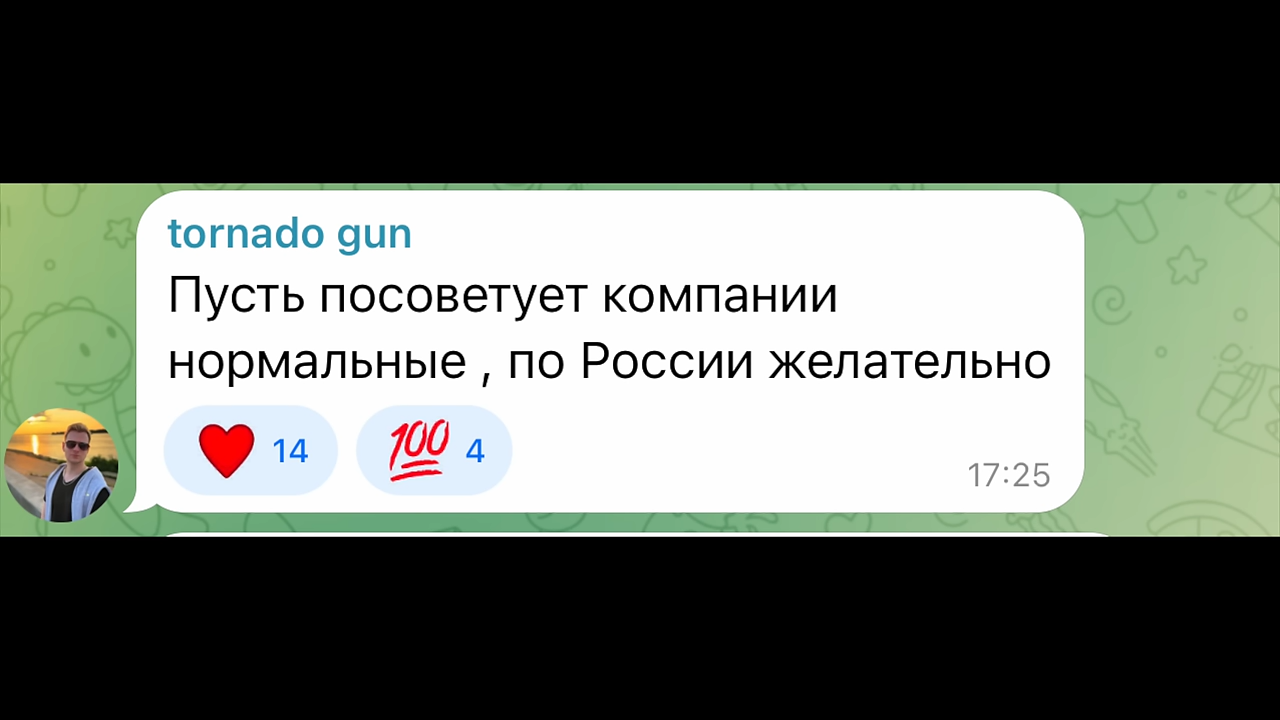 tornado gun
Пусть посоветует компании
нормальные , по России желательно
❤️ 14 💯 4
17:25